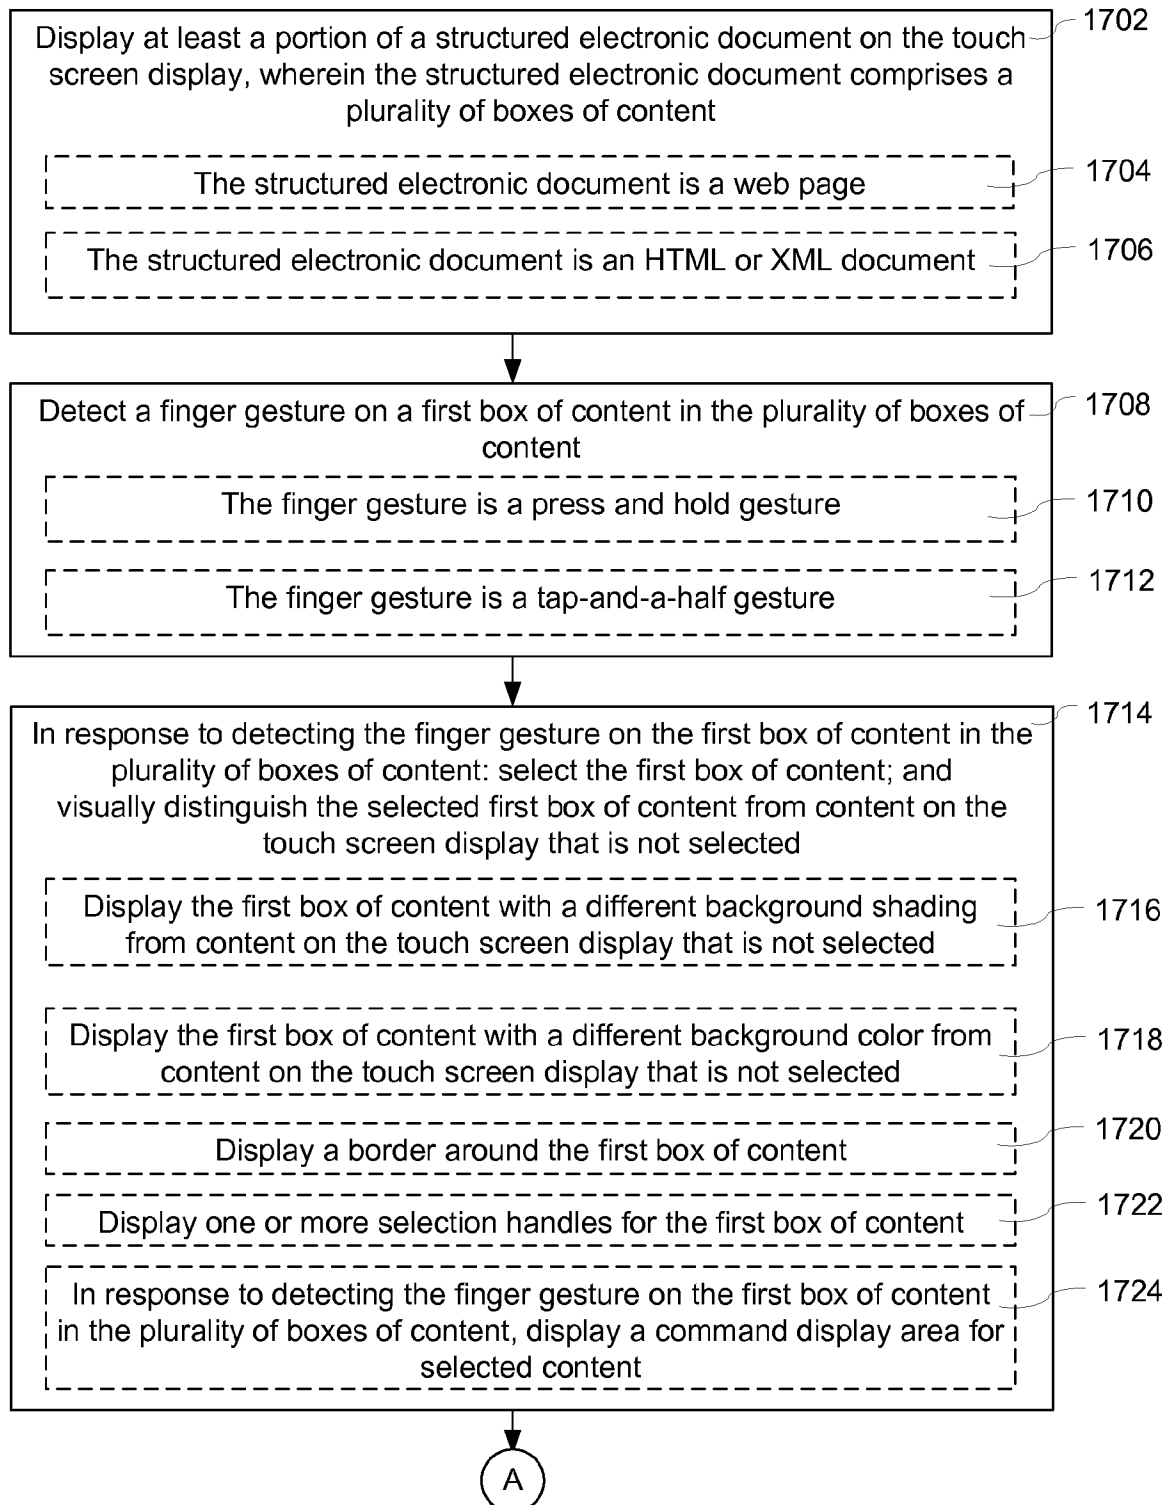 1702
Display at least a portion of a structured electronic document on the touch
screen display, wherein the structured electronic document comprises a
plurality of boxes of content
1704
The structured electronic document is a web page
1706
The structured electronic document is an HTML or XML document
1708
Detect a finger gesture on a first box of content in the plurality of boxes of
content
1710
The finger gesture is a press and hold gesture
1712
The finger gesture is a tap-and-a-half gesture
1714
In response to detecting the finger gesture on the first box of content in the
plurality of boxes of content: select the first box of content; and
visually distinguish the selected first box of content from content on the
touch screen display that is not selected
1716
Display the first box of content with a different background shading
from content on the touch screen display that is not selected
1718
Display the first box of content with a different background color from
content on the touch screen display that is not selected
1720
Display a border around the first box of content
1722
Display one or more selection handles for the first box of content
1724
In response to detecting the finger gesture on the first box of content
in the plurality of boxes of content, display a command display area for
selected content
A